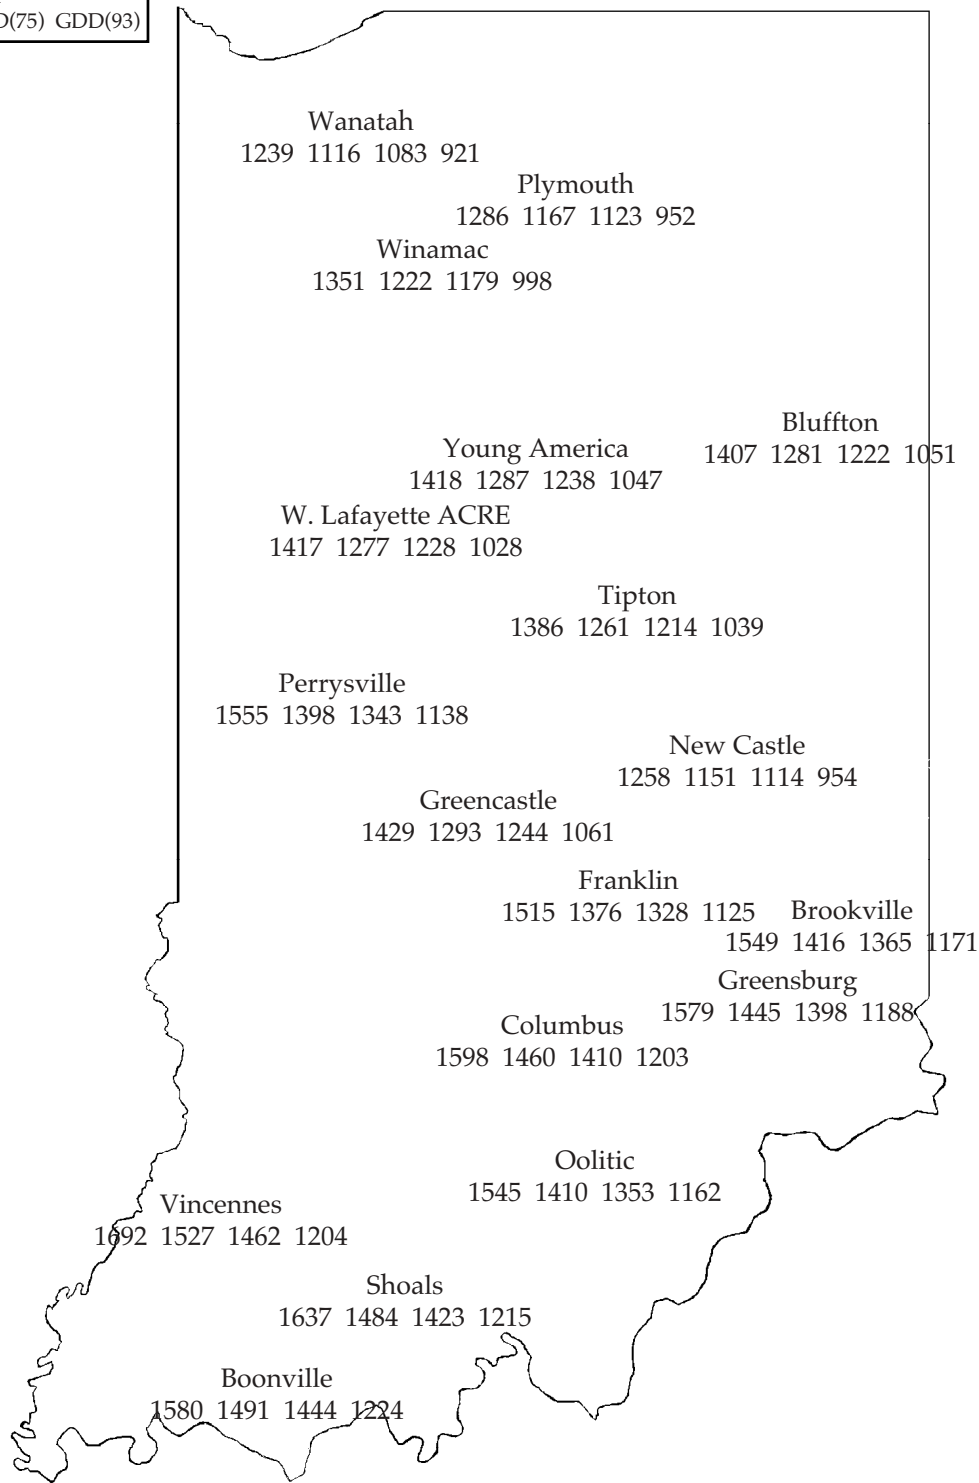 D(75) GDD(93)
Wanatah
1239 1116 1083 921
Plymouth
1286 1167 1123 952
Winamac
1351 1222 1179 998
Bluffton
1407 1281 1222 1051
Young America
1418 1287 1238 1047
W. Lafayette ACRE
1417 1277 1228 1028
Tipton
1386 1261 1214 1039
Perrysville
1555 1398 1343 1138
New Castle
1258 1151 1114 954
Greencastle
1429 1293 1244 1061
Franklin
1515 1376 1328 1125
Brookville
1549 1416 1365 1171
Greensburg
1579 1445 1398 1188
Columbus
1598 1460 1410 1203
Oolitic
1545 1410 1353 1162
Vincennes
1692 1527 1462 1204
Shoals
1637 1484 1423 1215
Boonville
1580 1491 1444 1224